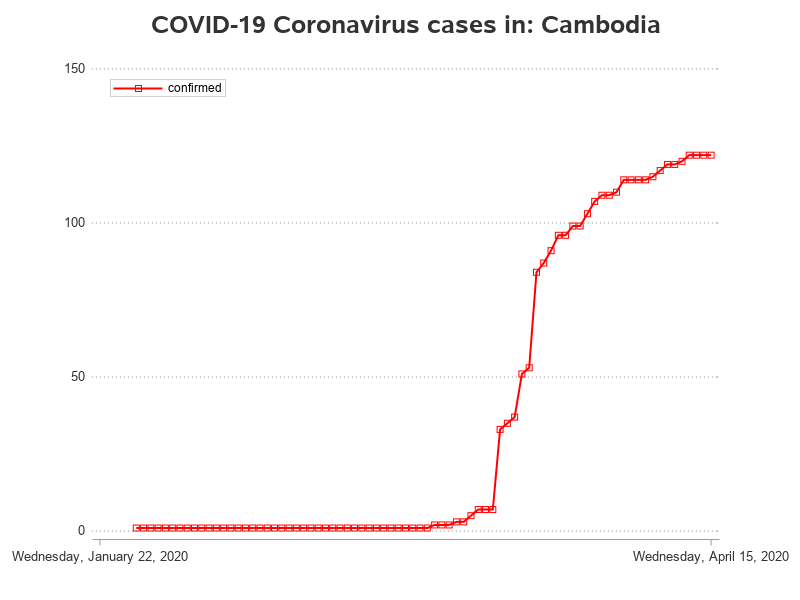 COVID-19 Coronavirus cases in: Cambodia
150
confirmed
100
50
0
Wednesday, January 22, 2020
Wednesday, April 15, 2020